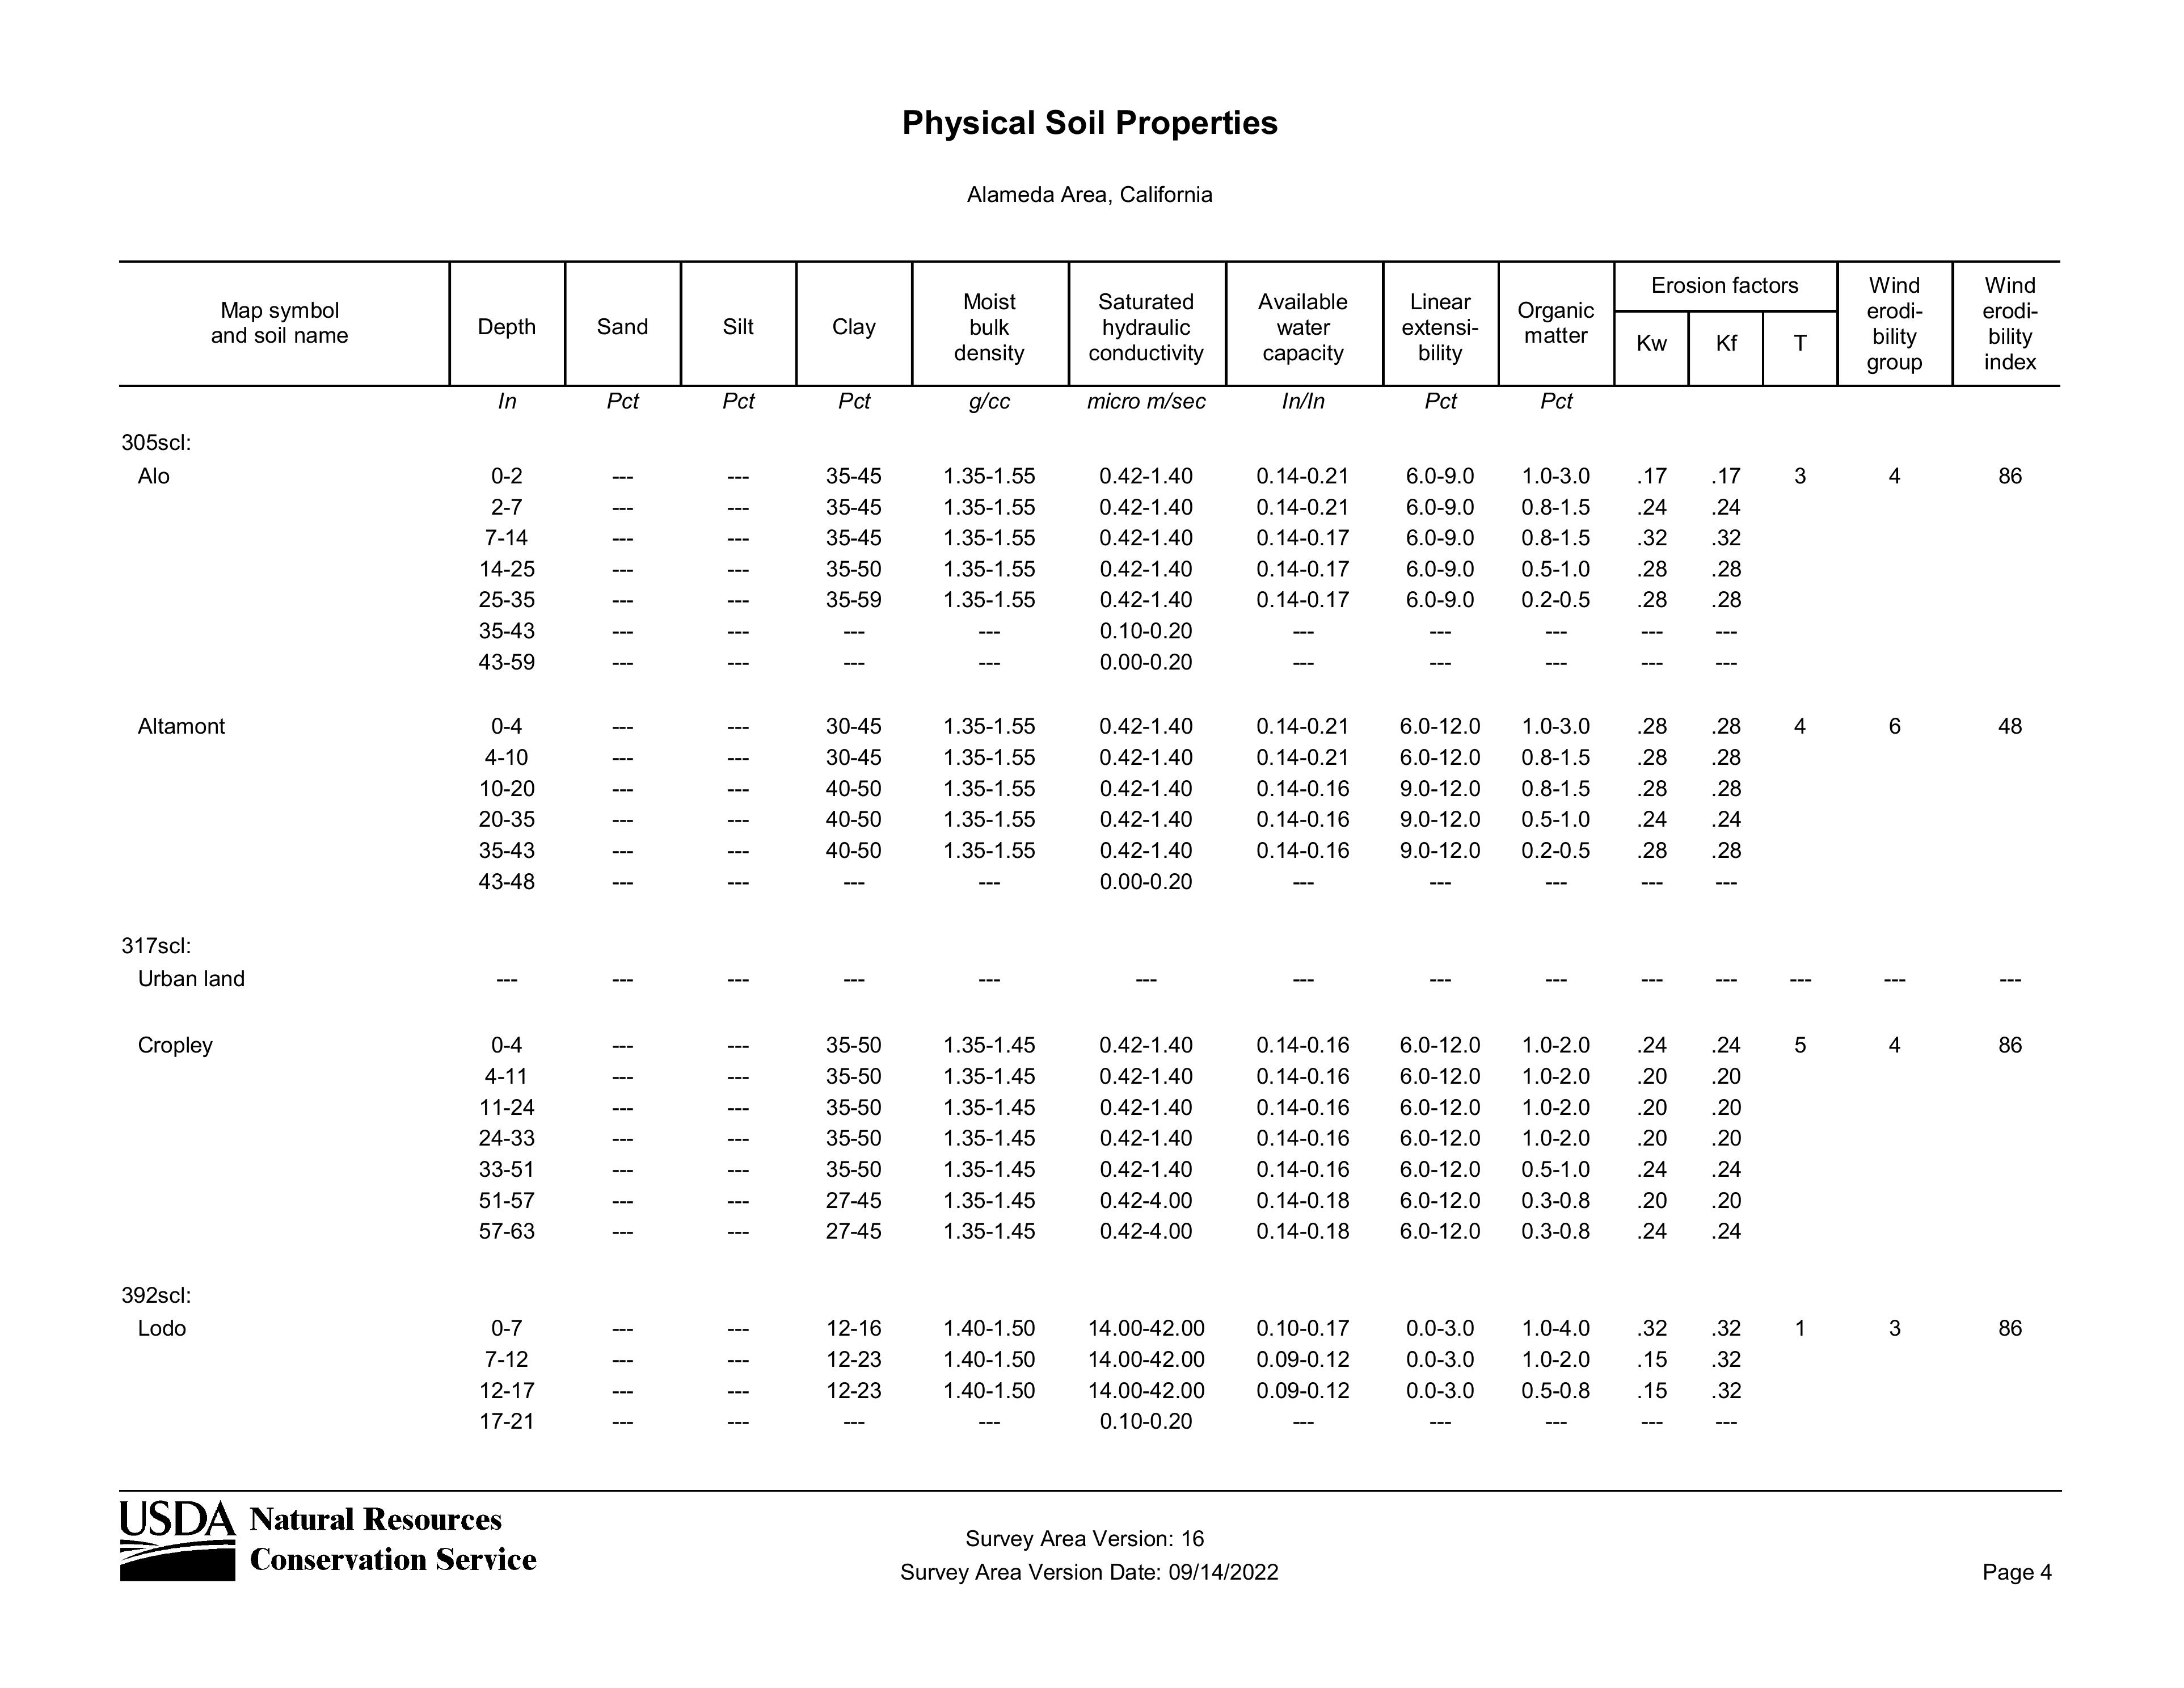 Physical Soil Properties
Alameda Area, California
Map symbol and soil name Depth Sand Silt Clay Moist bulk density Saturated hydraulic conductivity Available water capacity Linear extensi- bility Organic matter Erosion factors Kw Kf T Wind erodi- bility group Wind erodi- bility index
In Pct Pct Pct g/cc micro m/sec In/In Pct Pct
305scl:
Alo 0-2 --- --- 35-45 1.35-1.55 0.42-1.40 0.14-0.21 6.0-9.0 1.0-3.0 .17 .17 3 4 86
2-7 --- --- 35-45 1.35-1.55 0.42-1.40 0.14-0.21 6.0-9.0 0.8-1.5 .24 .24
7-14 --- --- 35-45 1.35-1.55 0.42-1.40 0.14-0.17 6.0-9.0 0.8-1.5 .32 .32
14-25 --- --- 35-50 1.35-1.55 0.42-1.40 0.14-0.17 6.0-9.0 0.5-1.0 .28 .28
25-35 --- --- 35-59 1.35-1.55 0.42-1.40 0.14-0.17 6.0-9.0 0.2-0.5 .28 .28
35-43 --- --- --- --- 0.10-0.20 --- --- --- --- ---
43-59 --- --- --- --- 0.00-0.20 --- --- --- --- ---
Altamont 0-4 --- --- 30-45 1.35-1.55 0.42-1.40 0.14-0.21 6.0-12.0 1.0-3.0 .28 .28 4 6 48
4-10 --- --- 30-45 1.35-1.55 0.42-1.40 0.14-0.21 6.0-12.0 0.8-1.5 .28 .28
10-20 --- --- 40-50 1.35-1.55 0.42-1.40 0.14-0.16 9.0-12.0 0.8-1.5 .28 .28
20-35 --- --- 40-50 1.35-1.55 0.42-1.40 0.14-0.16 9.0-12.0 0.5-1.0 .24 .24
35-43 --- --- 40-50 1.35-1.55 0.42-1.40 0.14-0.16 9.0-12.0 0.2-0.5 .28 .28
43-48 --- --- --- --- 0.00-0.20 --- --- --- --- ---
317scl:
Urban land --- --- --- --- --- --- --- --- --- --- --- --- --- ---
Cropley 0-4 --- --- 35-50 1.35-1.45 0.42-1.40 0.14-0.16 6.0-12.0 1.0-2.0 .24 .24 5 4 86
4-11 --- --- 35-50 1.35-1.45 0.42-1.40 0.14-0.16 6.0-12.0 1.0-2.0 .20 .20
11-24 --- --- 35-50 1.35-1.45 0.42-1.40 0.14-0.16 6.0-12.0 1.0-2.0 .20 .20
24-33 --- --- 35-50 1.35-1.45 0.42-1.40 0.14-0.16 6.0-12.0 1.0-2.0 .20 .20
33-51 --- --- 35-50 1.35-1.45 0.42-1.40 0.14-0.16 6.0-12.0 0.5-1.0 .24 .24
51-57 --- --- 27-45 1.35-1.45 0.42-4.00 0.14-0.18 6.0-12.0 0.3-0.8 .20 .20
57-63 --- --- 27-45 1.35-1.45 0.42-4.00 0.14-0.18 6.0-12.0 0.3-0.8 .24 .24
392scl:
Lodo 0-7 --- --- 12-16 1.40-1.50 14.00-42.00 0.10-0.17 0.0-3.0 1.0-4.0 .32 .32 1 3 86
7-12 --- --- 12-23 1.40-1.50 14.00-42.00 0.09-0.12 0.0-3.0 1.0-2.0 .15 .32
12-17 --- --- 12-23 1.40-1.50 14.00-42.00 0.09-0.12 0.0-3.0 0.5-0.8 .15 .32
17-21 --- --- --- --- 0.10-0.20 --- --- --- --- ---
USDA Natural Resources
Conservation Service
Survey Area Version: 16
Survey Area Version Date: 09/14/2022
Page 4